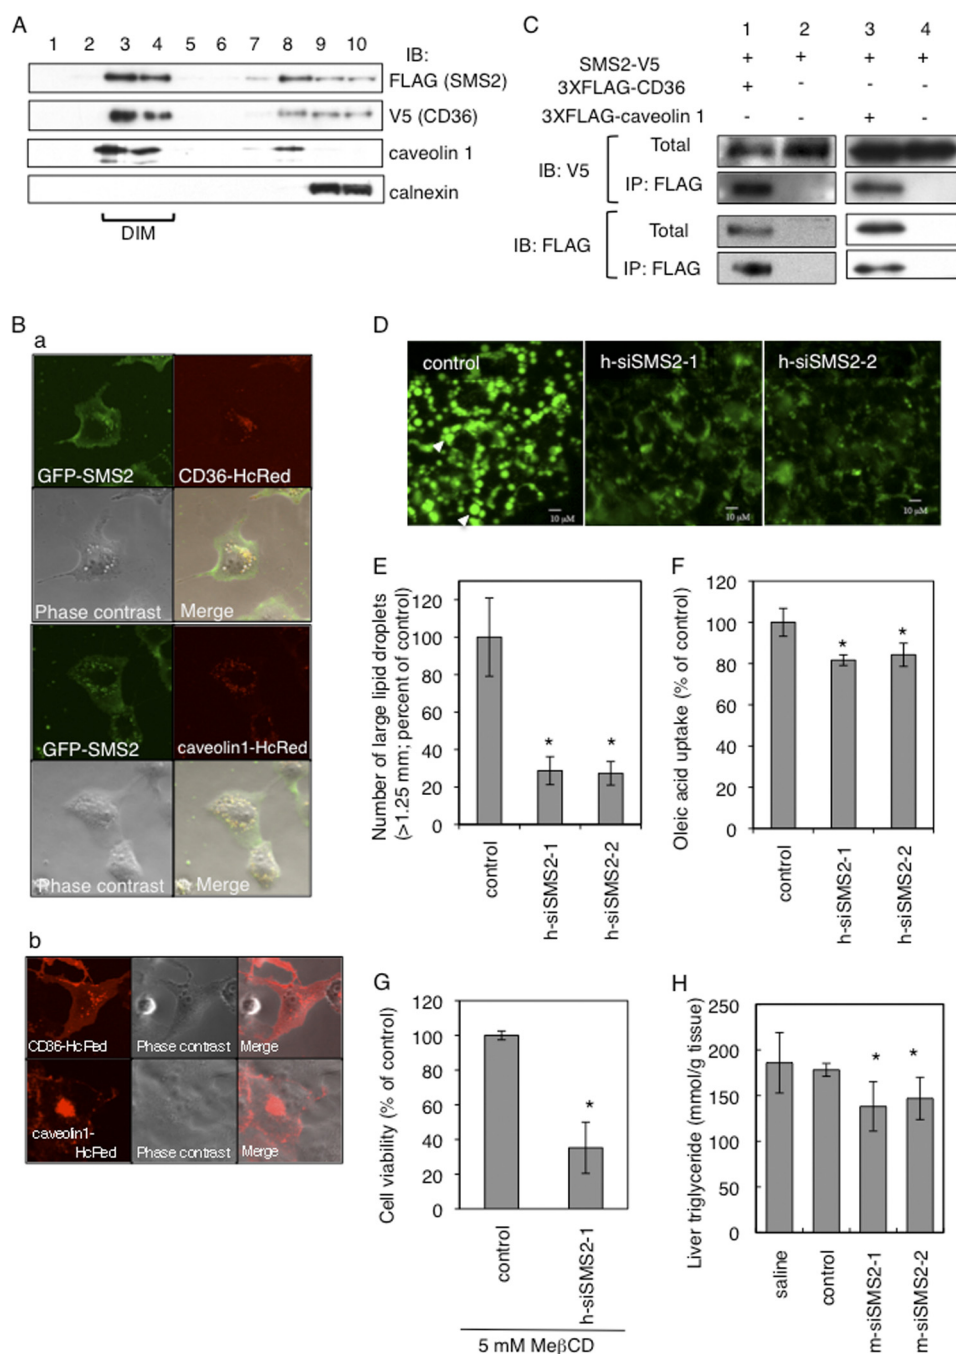 A
1 2 3 4 5 6 7 8 9 10
IB:
FLAG (SMS2)
V5 (CD36)
caveolin 1
calnexin
DIM
C
1 2 3 4
SMS2-V5 + + + +
3XFLAG-CD36 + - - -
3XFLAG-caveolin 1 - - + -
IB: V5
Total
IP: FLAG
IB: FLAG
Total
IP: FLAG
B
a
GFP-SMS2
CD36-HcRed
Phase contrast
Merge
GFP-SMS2
caveolin1-HcRed
Phase contrast
Merge
b
CD36-HcRed
Phase contrast
Merge
caveolin1-
HcRed
Phase contrast
Merge
D
control
h-siSMS2-1
h-siSMS2-2
10 μM
10 μM
10 μM
E
Number of large lipid droplets
(>1.25 mm; percent of control)
120
100
80
60
40
20
0
* *
control
h-siSMS2-1
h-siSMS2-2
F
Oleic acid uptake (% of control)
120
100
80
60
40
20
0
* *
control
h-siSMS2-1
h-siSMS2-2
G
Cell viability (% of control)
120
100
80
60
40
20
0
*
control
h-siSMS2-1
5 mM MeβCD
H
Liver triglyceride (mmol/g tissue)
250
200
150
100
50
0
* *
saline
control
m-siSMS2-1
m-siSMS2-2